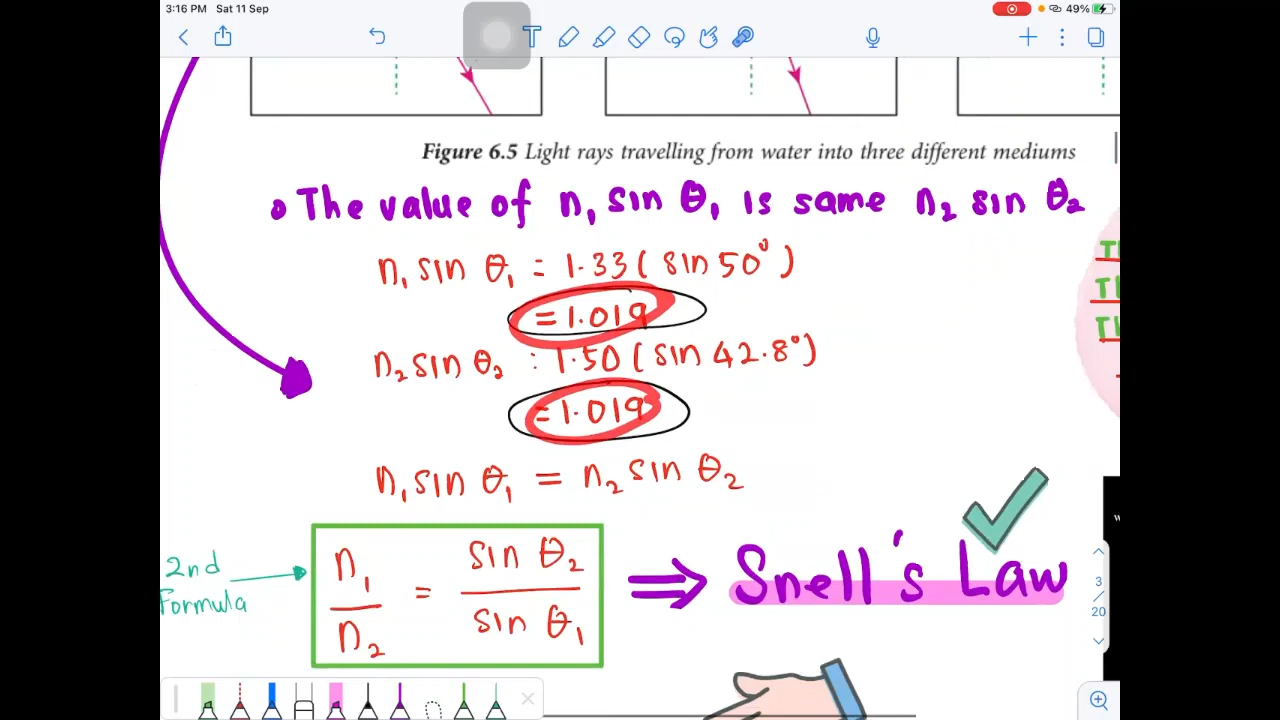 3:16 PM Sat 11 Sep
49%
Figure 6.5 Light rays travelling from water into three different mediums
The value of n₁ sin θ₁ is same n₂ sin θ₂
n₁ sin θ₁ = 1.33 ( sin 50° )
= 1.019
n₂ sin θ₂ : 1.50 ( sin 42.8° )
= 1.019
n₁ sin θ₁ = n₂ sin θ₂
2nd Formula → n₁/n₂ = sin θ₂/sin θ₁ ⇒ Snell's Law
3 / 20